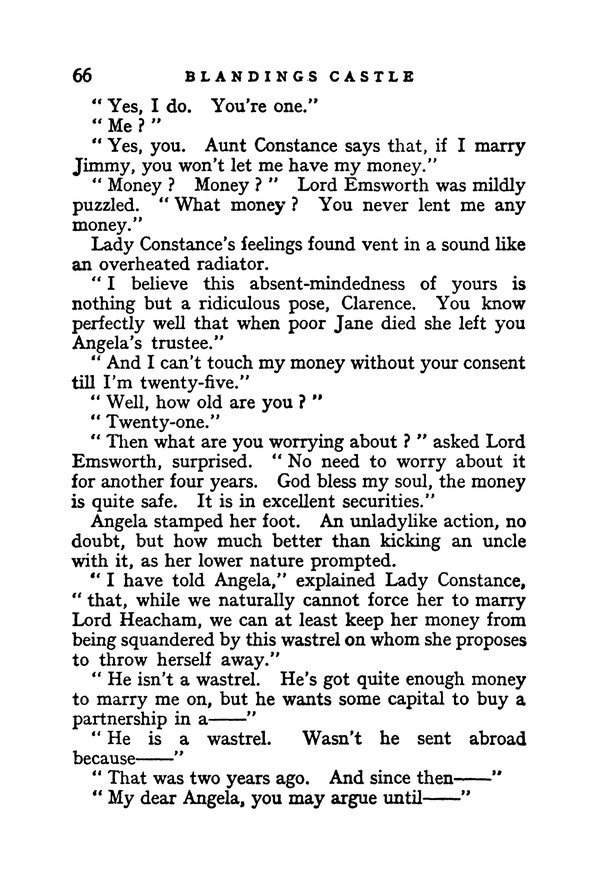 66 BLANDINGS CASTLE
“ Yes, I do. You're one.”
“ Me ? ”
“ Yes, you. Aunt Constance says that, if I marry
Jimmy, you won't let me have my money.”
“ Money ? Money ? ” Lord Emsworth was mildly
puzzled. “ What money ? You never lent me any
money.”
Lady Constance's feelings found vent in a sound like
an overheated radiator.
“ I believe this absent-mindedness of yours is
nothing but a ridiculous pose, Clarence. You know
perfectly well that when poor Jane died she left you
Angela's trustee.”
“ And I can't touch my money without your consent
till I'm twenty-five.”
“ Well, how old are you ? ”
“ Twenty-one.”
“ Then what are you worrying about ? ” asked Lord
Emsworth, surprised. “ No need to worry about it
for another four years. God bless my soul, the money
is quite safe. It is in excellent securities.”
Angela stamped her foot. An unladylike action, no
doubt, but how much better than kicking an uncle
with it, as her lower nature prompted.
“ I have told Angela,” explained Lady Constance,
“ that, while we naturally cannot force her to marry
Lord Heacham, we can at least keep her money from
being squandered by this wastrel on whom she proposes
to throw herself away.”
“ He isn't a wastrel. He's got quite enough money
to marry me on, but he wants some capital to buy a
partnership in a——”
“ He is a wastrel. Wasn't he sent abroad
because——”
“ That was two years ago. And since then——”
“ My dear Angela, you may argue until——”